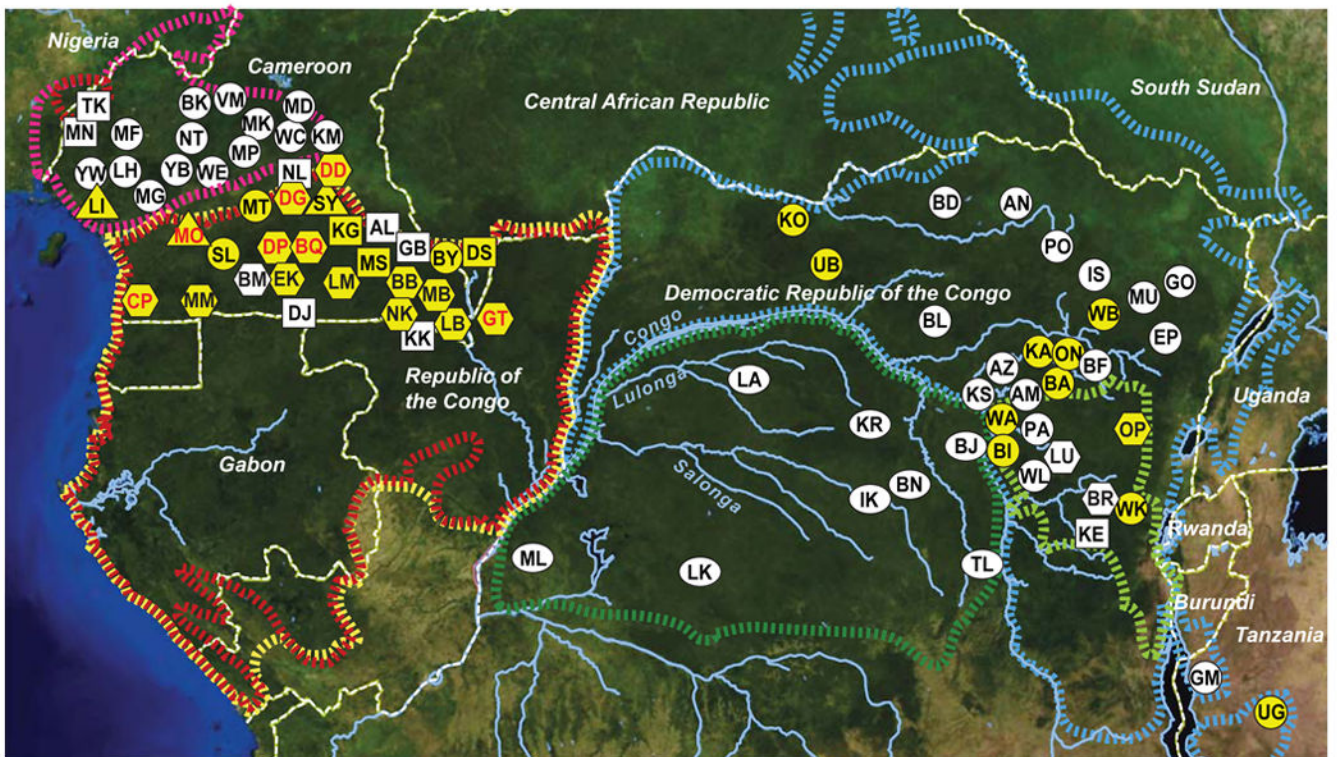 Nigeria
Cameroon
Central African Republic
South Sudan
TK
BK
VM
MD
MN
MF
NT
MK
WC
KM
MP
YW
LH
YB
WE
NL
DD
LI
MG
MT
DG
SY
MO
SL
DP
BQ
KG
AL
GB
BY
DS
BM
EK
LM
MS
BB
MB
CP
MM
DJ
NK
KK
LB
GT
KO
UB
BD
AN
PO
IS
MU
GO
WB
EP
Democratic Republic of the Congo
BL
Congo
Lulonga
Salonga
Republic of
the Congo
Gabon
LA
KR
AZ
KA
ON
BF
KS
AM
BA
WA
PA
OP
BJ
BI
LU
WL
IK
BN
BR
WK
KE
ML
LK
TL
Uganda
Rwanda
Burundi
Tanzania
GM
UG